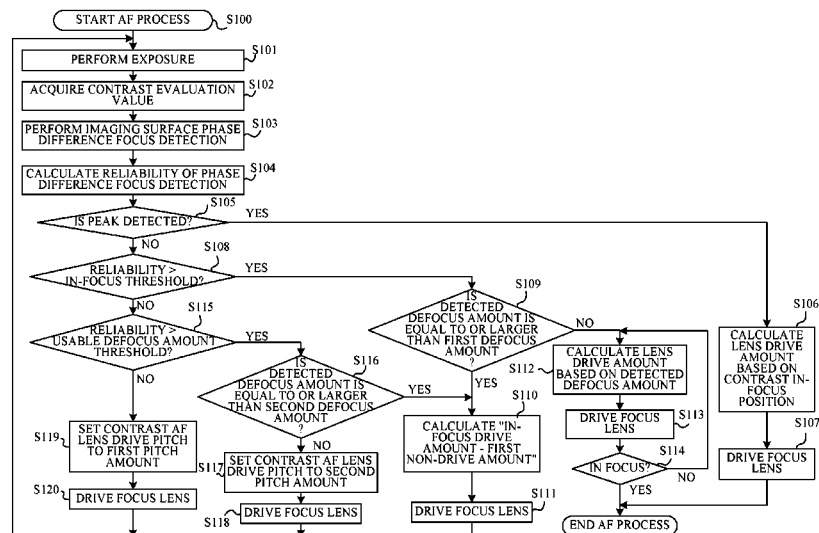 START AF PROCESS
S100
PERFORM EXPOSURE
S101
ACQUIRE CONTRAST EVALUATION
VALUE
S102
PERFORM IMAGING SURFACE PHASE
DIFFERENCE FOCUS DETECTION
S103
CALCULATE RELIABILITY OF PHASE
DIFFERENCE FOCUS DETECTION
S104
S105
IS PEAK DETECTED?
YES
NO
S108
RELIABILITY >
IN-FOCUS THRESHOLD?
YES
NO
S109
IS
DETECTED
DEFOCUS AMOUNT IS
EQUAL TO OR LARGER
THAN FIRST DEFOCUS
AMOUNT
?
NO
YES
S106
CALCULATE
LENS DRIVE
AMOUNT
BASED ON
CONTRAST IN-
FOCUS
POSITION
S115
RELIABILITY >
USABLE DEFOCUS AMOUNT
THRESHOLD?
YES
NO
S116
IS
DETECTED
DEFOCUS AMOUNT IS
EQUAL TO OR LARGER
THAN SECOND DEFOCUS
AMOUNT
?
YES
NO
S112
CALCULATE LENS
DRIVE AMOUNT
BASED ON DETECTED
DEFOCUS AMOUNT
S110
CALCULATE "IN-
FOCUS DRIVE
AMOUNT - FIRST
NON-DRIVE AMOUNT"
S113
DRIVE FOCUS
LENS
S107
DRIVE FOCUS
LENS
S119
SET CONTRAST AF
LENS DRIVE PITCH
TO FIRST PITCH
AMOUNT
S117
SET CONTRAST AF LENS
DRIVE PITCH TO SECOND
PITCH AMOUNT
S114
IN FOCUS?
NO
YES
S120
DRIVE FOCUS LENS
S118
DRIVE FOCUS LENS
S111
DRIVE FOCUS LENS
END AF PROCESS